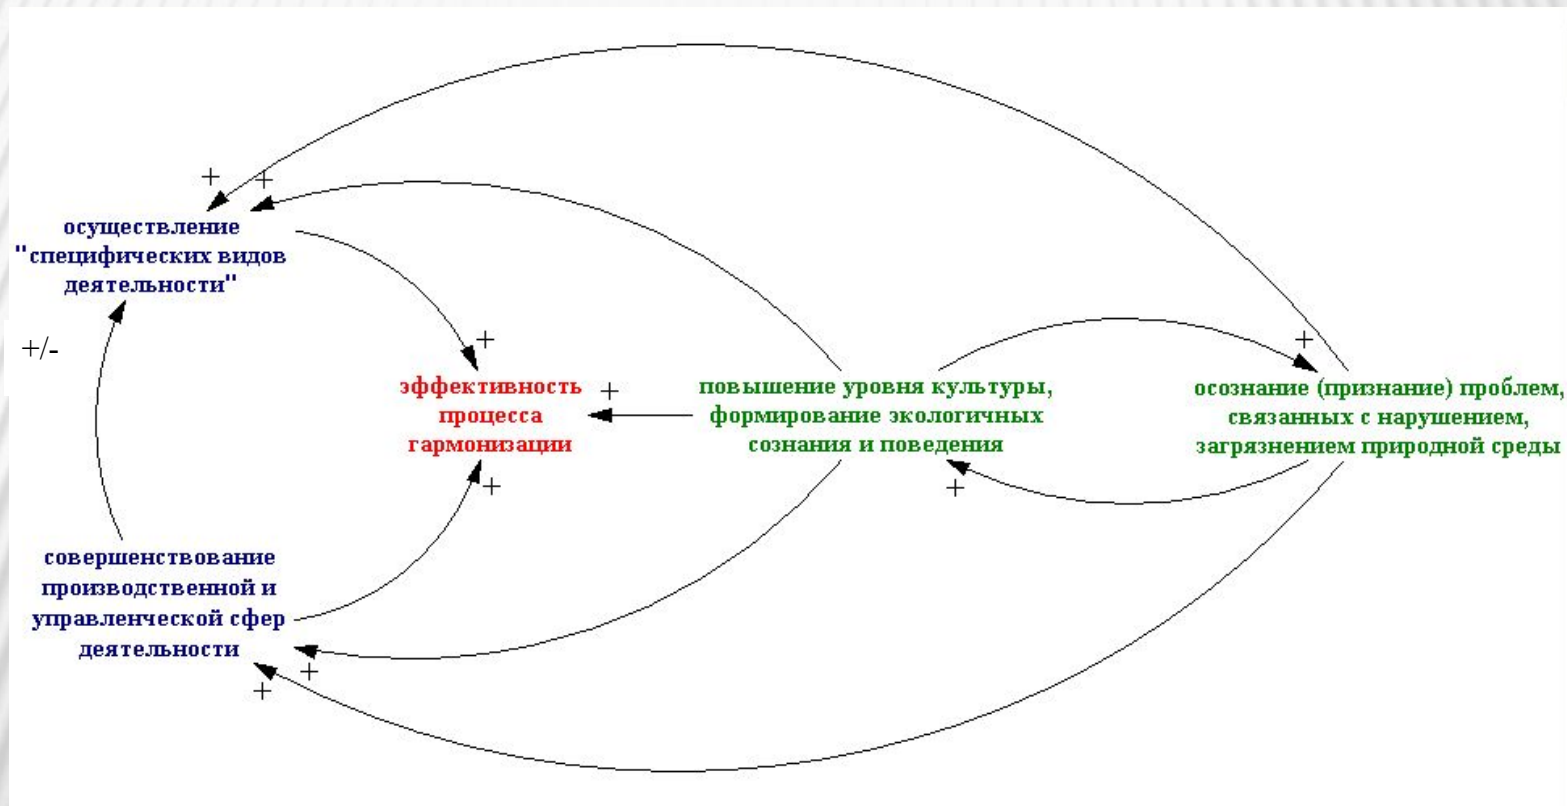 +
+
осуществление
"специфических видов
деятельности"
+/-
+
эффективность
процесса
гармонизации
+
повышение уровня культуры,
формирование экологичных
сознания и поведения
+
осознание (признание) проблем,
связанных с нарушением,
загрязнением природной среды
+
+
совершенствование
производственной и
управленческой сфер
деятельности
+
+